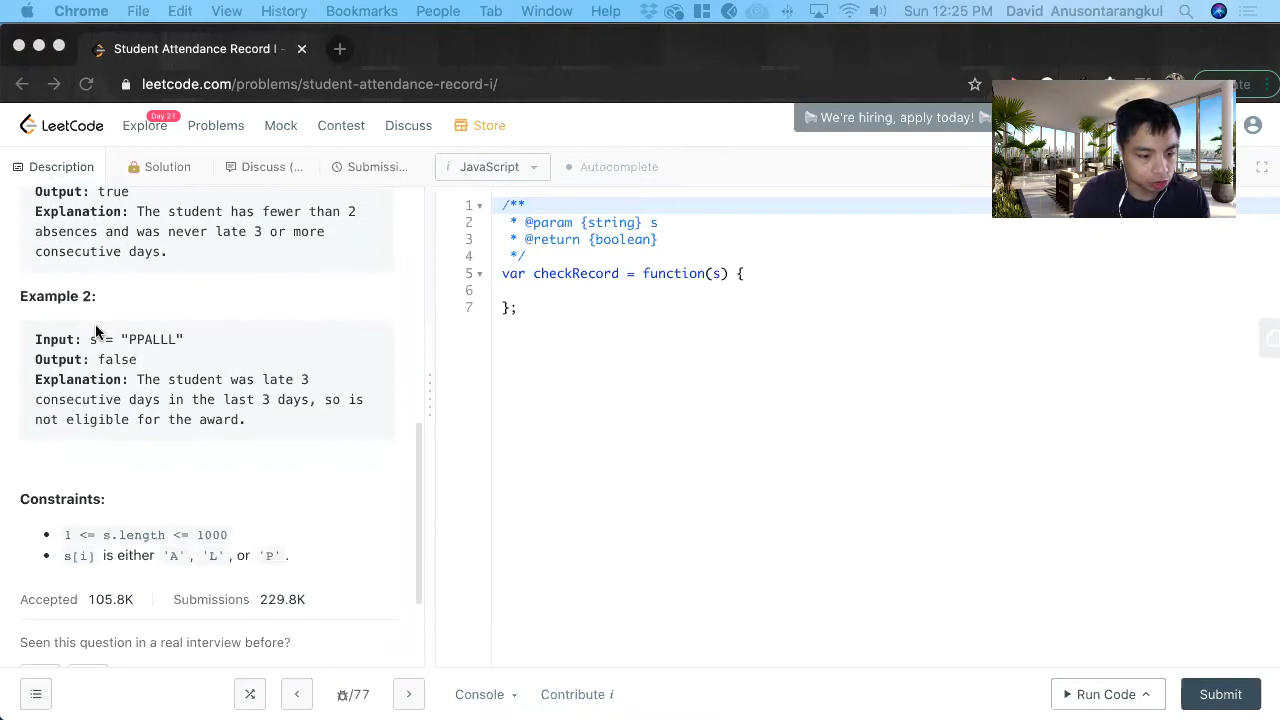 Chrome File Edit View History Bookmarks People Tab Window Help Sun 12:25 PM David Anusontarangkul
Student Attendance Record I -
leetcode.com/problems/student-attendance-record-i/
LeetCode Explore Day 21 Problems Mock Contest Discuss Store We're hiring, apply today!
Description Solution Discuss (... Submissi... i JavaScript Autocomplete
Output: true
Explanation: The student has fewer than 2
absences and was never late 3 or more
consecutive days.
Example 2:
Input: s = "PPALLL"
Output: false
Explanation: The student was late 3
consecutive days in the last 3 days, so is
not eligible for the award.
Constraints:
1 <= s.length <= 1000
s[i] is either 'A', 'L', or 'P'.
Accepted 105.8K Submissions 229.8K
Seen this question in a real interview before?
1 /**
2 * @param {string} s
3 * @return {boolean}
4 */
5 var checkRecord = function(s) {
6
7 };
/77 Console Contribute i Run Code Submit